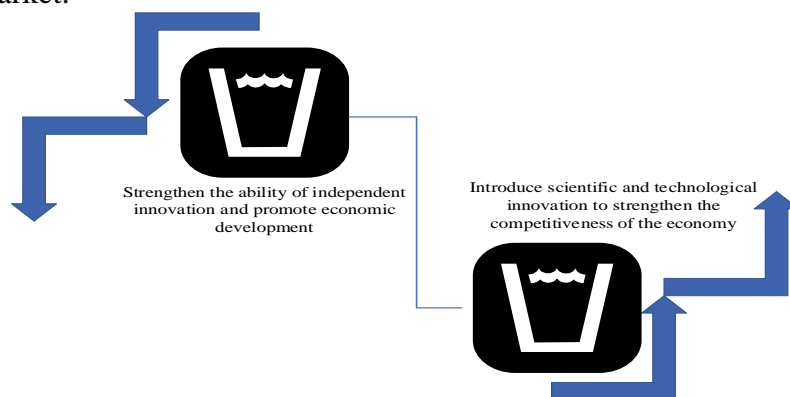 Strengthen the ability of independent
innovation and promote economic
development
Introduce scientific and technological
innovation to strengthen the
competitiveness of the economy